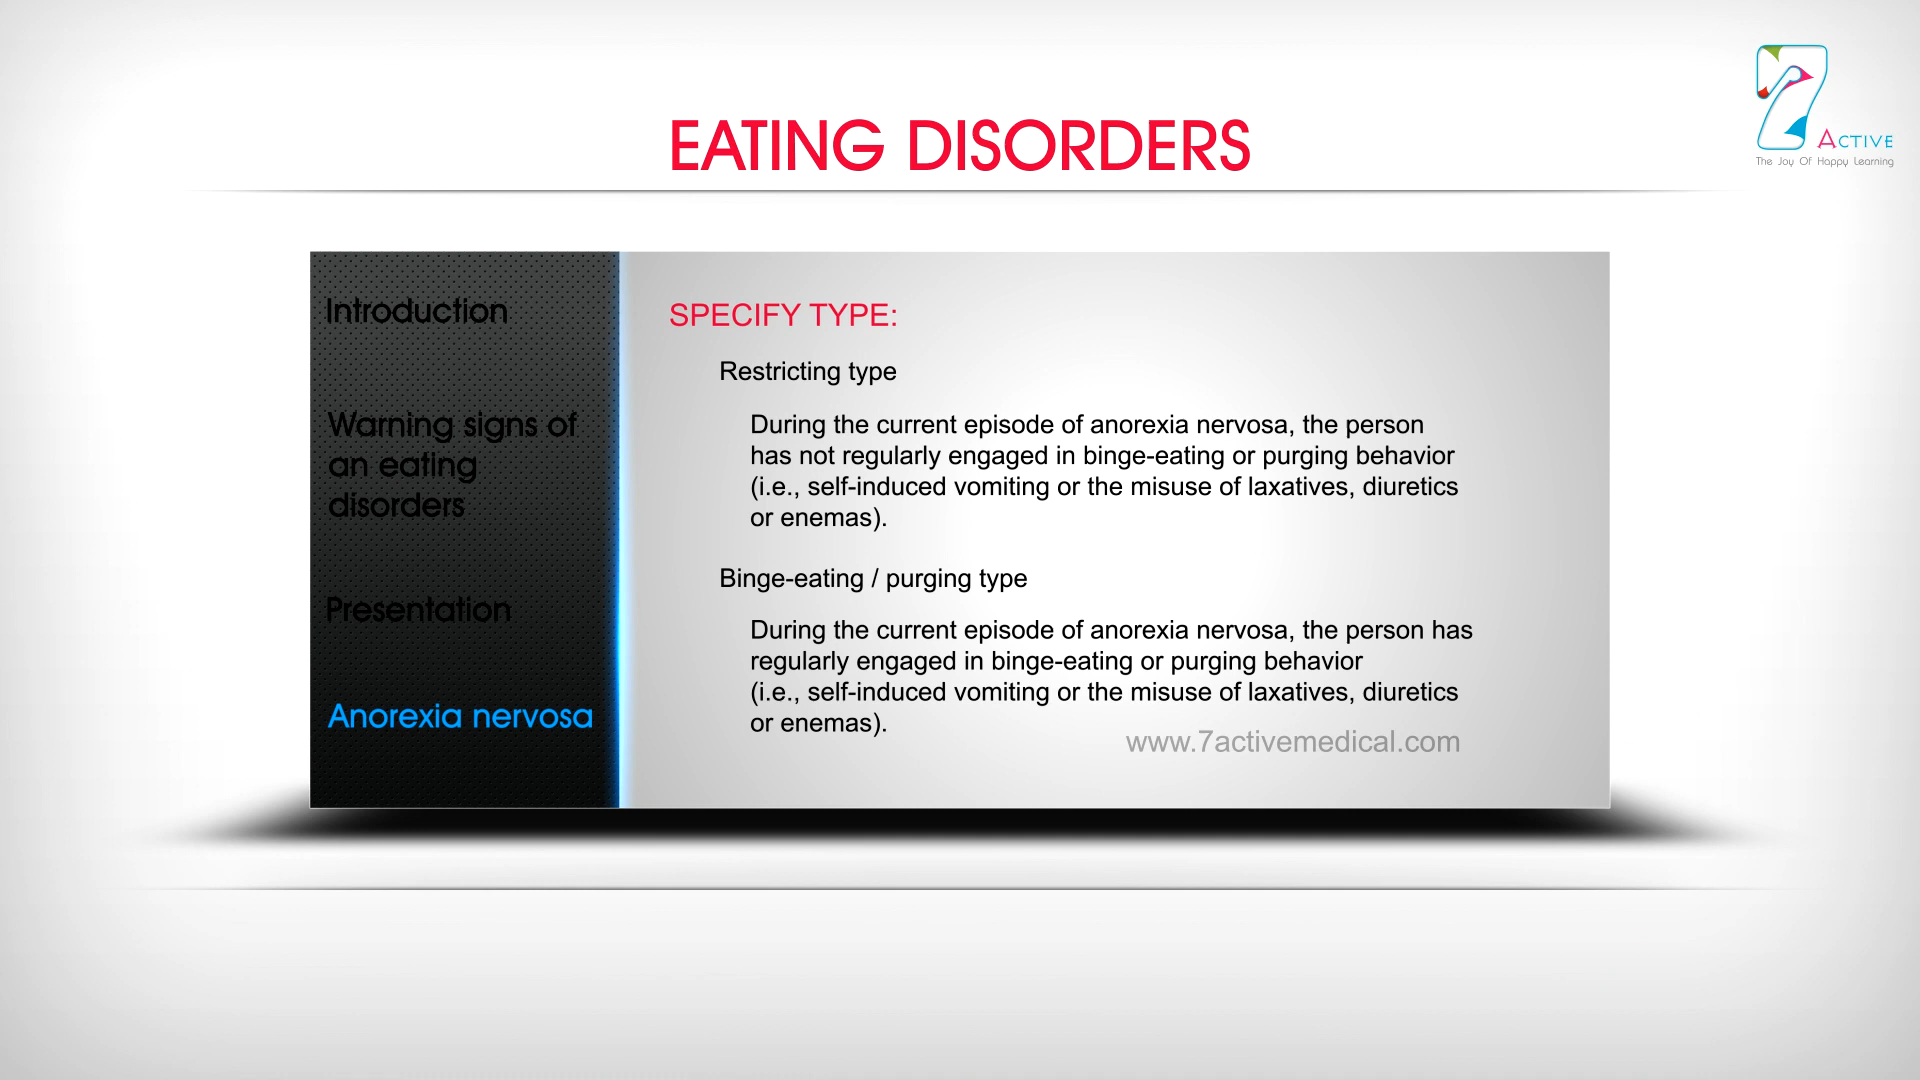 EATING DISORDERS
7 ACTIVE
The Joy Of Happy Learning
Introduction
Warning signs of
an eating
disorders
Presentation
Anorexia nervosa
SPECIFY TYPE:
Restricting type
During the current episode of anorexia nervosa, the person
has not regularly engaged in binge-eating or purging behavior
(i.e., self-induced vomiting or the misuse of laxatives, diuretics
or enemas).
Binge-eating / purging type
During the current episode of anorexia nervosa, the person has
regularly engaged in binge-eating or purging behavior
(i.e., self-induced vomiting or the misuse of laxatives, diuretics
or enemas).
www.7activemedical.com